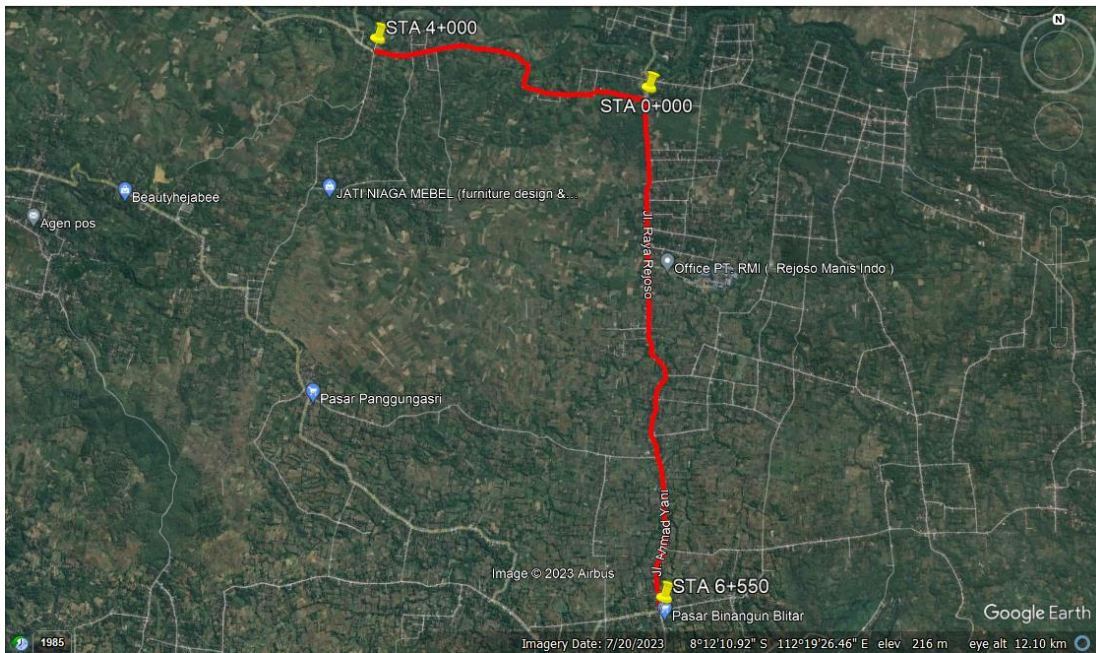 STA 4+000
N
STA 0+000
Beautyhejabee
JATI NIAGA MEBEL (furniture design &...
Agen pos
Jl. Raya Rejoso
Office PT. RMI ( Rejoso Manis Indo )
Pasar Panggungasri
Jl. Ahmad Yani
Image © 2023 Airbus
STA 6+550
Pasar Binangun Blitar
Google Earth
1985
Imagery Date: 7/20/2023 8°12'10.92" S 112°19'26.46" E elev 216 m eye alt 12.10 km